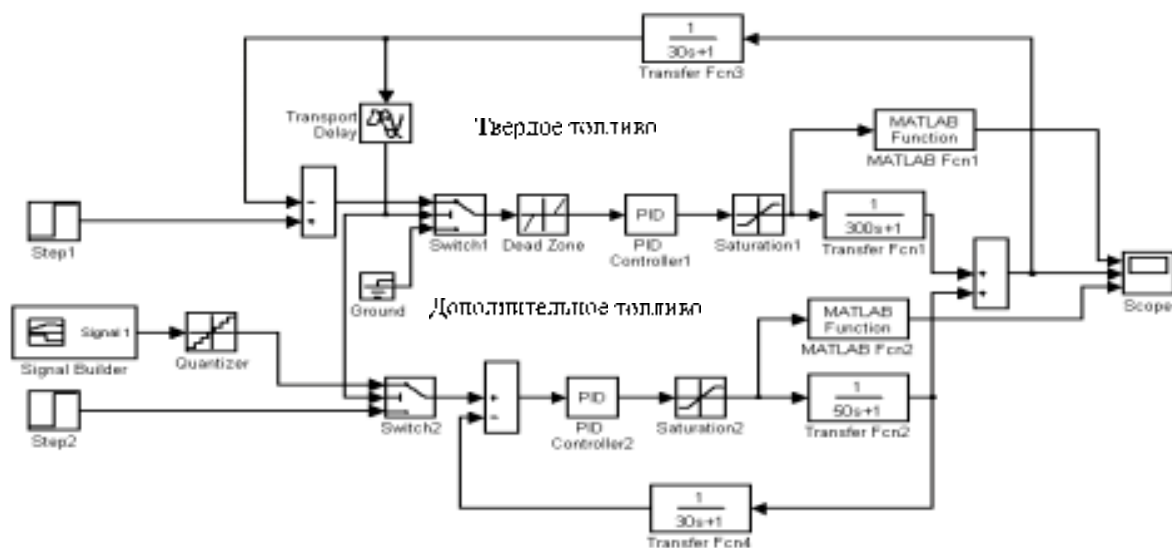 1
30s+1
Transfer Fcn3
Transport
Delay
Твердое топливо
MATLAB
Function
MATLAB Fcn1
Step1
Switch1
Dead Zone
PID
PID
Controller1
Saturation1
1
300s+1
Transfer Fcn1
Ground
Дополнительное топливо
Scope
Signal 1
Signal Builder
Quantizer
MATLAB
Function
MATLAB Fcn2
Step2
Switch2
PID
PID
Controller2
Saturation2
1
50s+1
Transfer Fcn2
1
30s+1
Transfer Fcn4